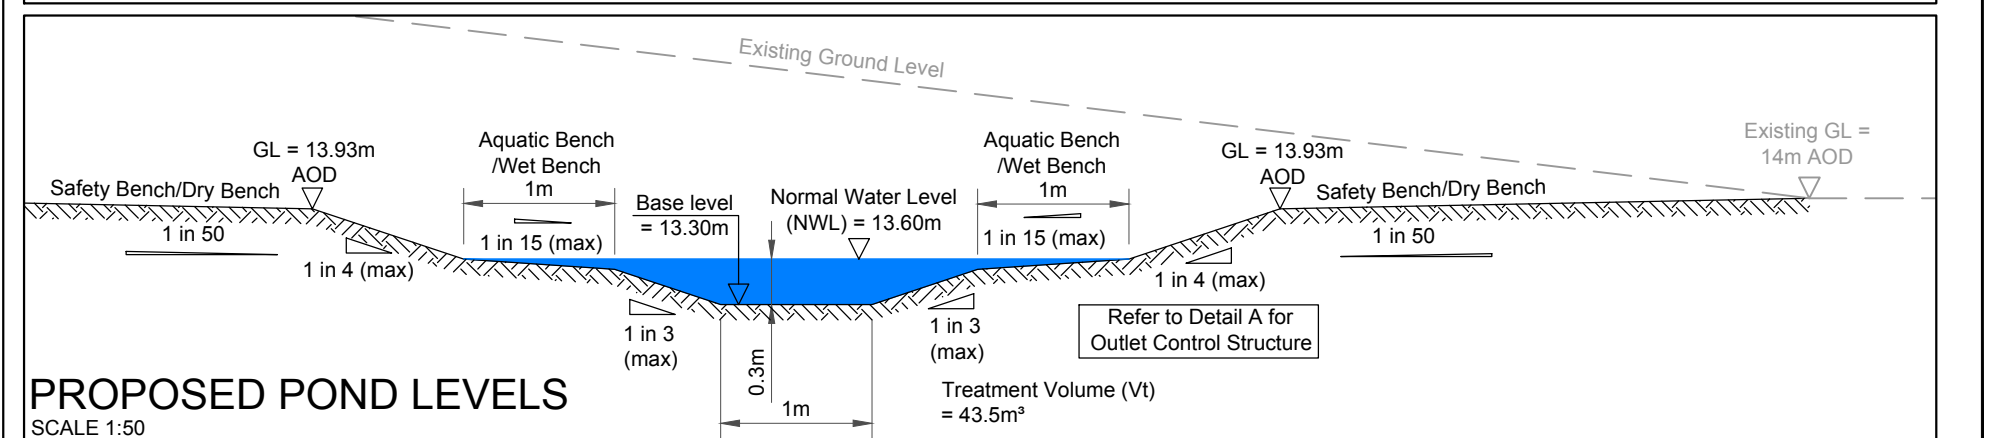 Existing Ground Level
Existing GL =
14m AOD
GL = 13.93m
AOD
Safety Bench/Dry Bench
1 in 50
1 in 4 (max)
Aquatic Bench
/Wet Bench
1m
1 in 15 (max)
Base level
= 13.30m
Normal Water Level
(NWL) = 13.60m
Aquatic Bench
/Wet Bench
1m
1 in 15 (max)
GL = 13.93m
AOD
Safety Bench/Dry Bench
1 in 50
1 in 4 (max)
1 in 3
(max)
0.3m
1m
1 in 3
(max)
Refer to Detail A for
Outlet Control Structure
Treatment Volume (Vt)
= 43.5m³
PROPOSED POND LEVELS
SCALE 1:50